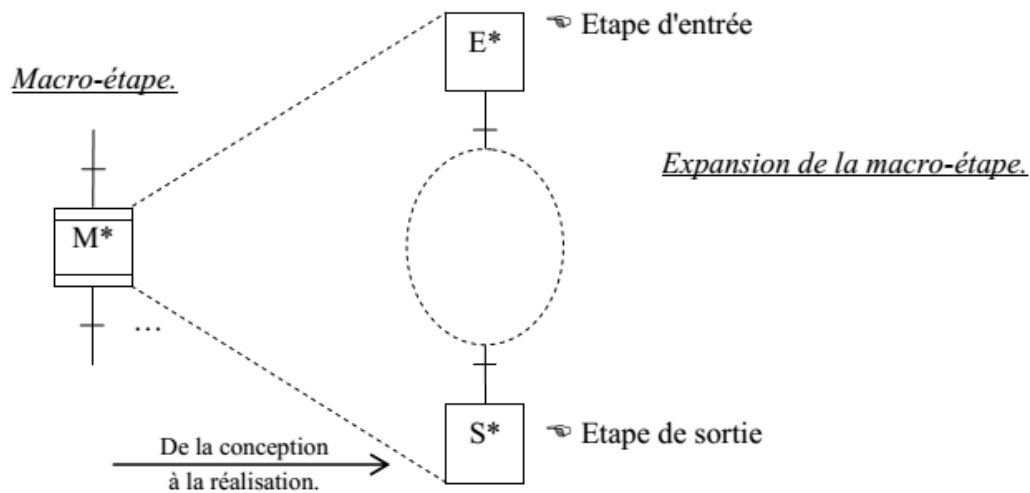 E*
☜ Etape d'entrée
Macro-étape.
Expansion de la macro-étape.
M*
...
S*
☜ Etape de sortie
De la conception
à la réalisation.